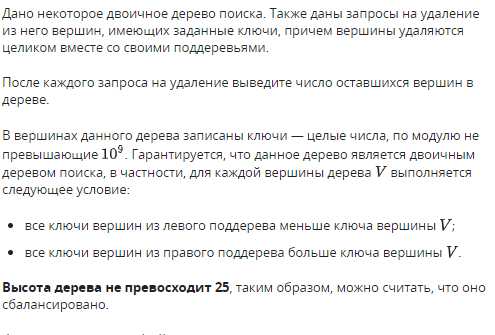 Дано некоторое двоичное дерево поиска. Также даны запросы на удаление
из него вершин, имеющих заданные ключи, причем вершины удаляются
целиком вместе со своими поддеревьями.
После каждого запроса на удаление выведите число оставшихся вершин в
дереве.
В вершинах данного дерева записаны ключи — целые числа, по модулю не
превышающие 10⁹. Гарантируется, что данное дерево является двоичным
деревом поиска, в частности, для каждой вершины дерева V выполняется
следующее условие:
• все ключи вершин из левого поддерева меньше ключа вершины V;
• все ключи вершин из правого поддерева больше ключа вершины V.
Высота дерева не превосходит 25, таким образом, можно считать, что оно
сбалансировано.